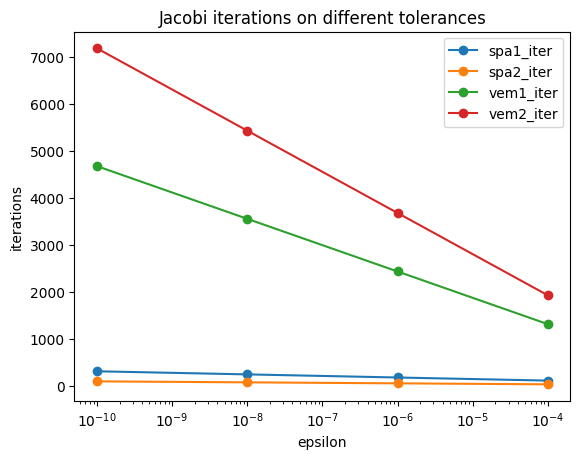 Jacobi iterations on different tolerances
spa1_iter
spa2_iter
vem1_iter
vem2_iter
iterations
7000
6000
5000
4000
3000
2000
1000
0
10⁻¹⁰ 10⁻⁹ 10⁻⁸ 10⁻⁷ 10⁻⁶ 10⁻⁵ 10⁻⁴
epsilon